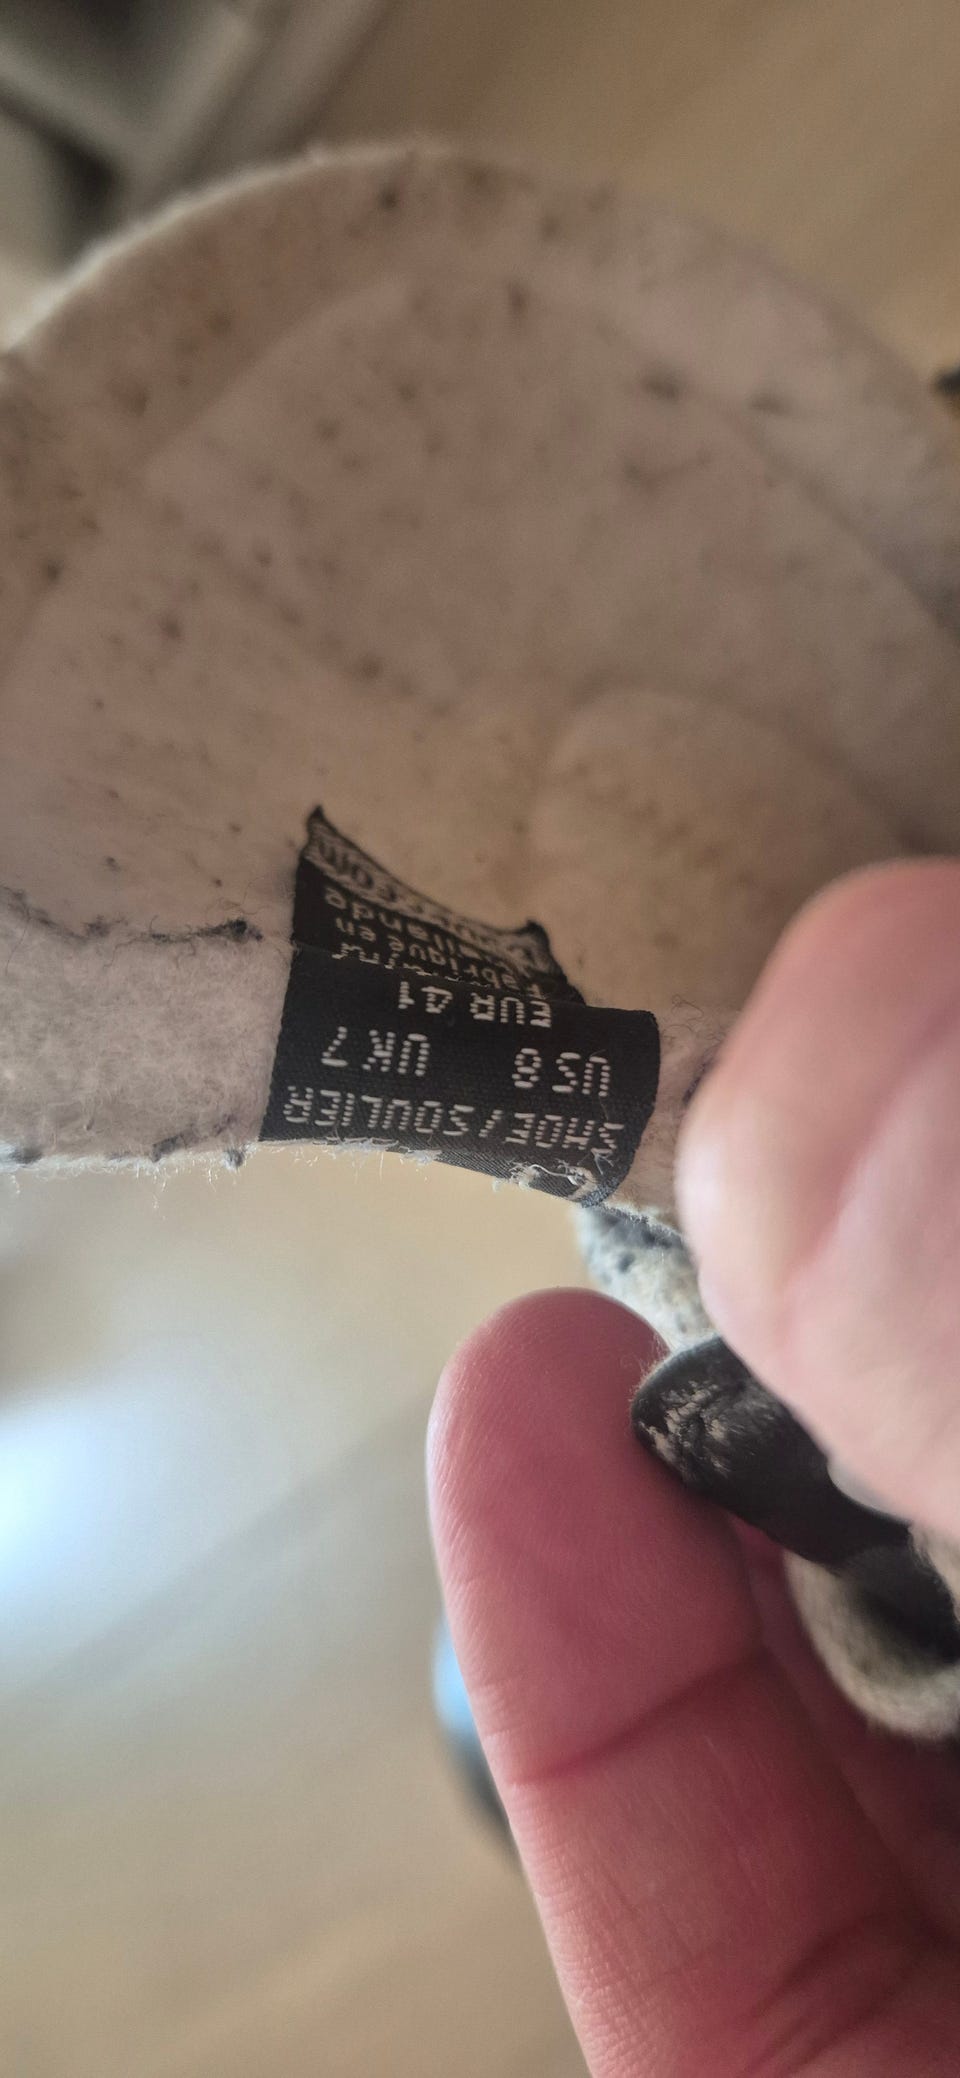 SHOE/SOULIER
US 8 UK 7
EUR 41
Fabriqué en